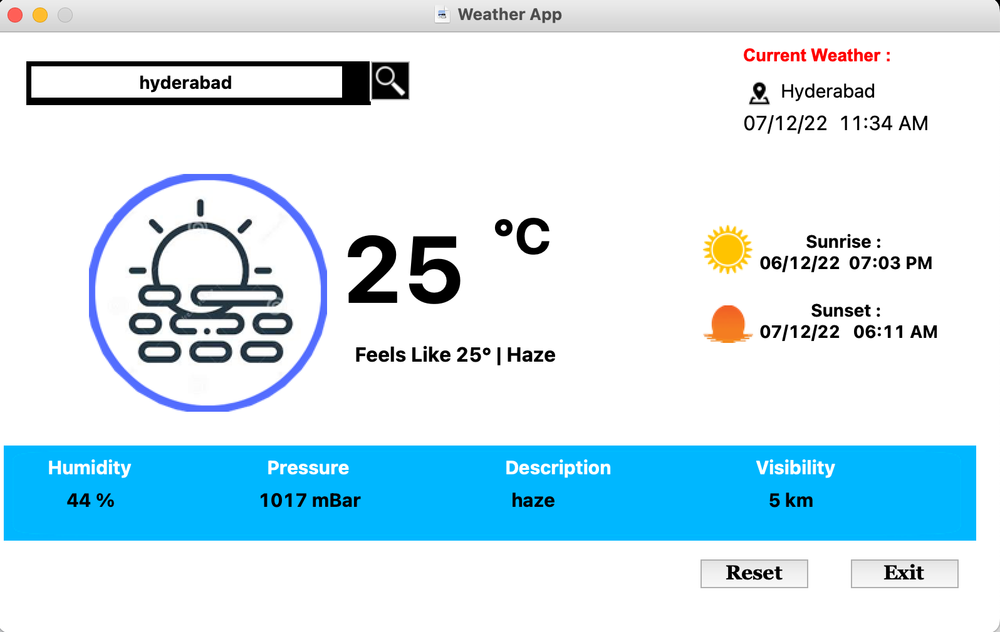 Weather App
hyderabad
Current Weather :
Hyderabad
07/12/22 11:34 AM
25 °C
Feels Like 25° | Haze
Sunrise :
06/12/22 07:03 PM
Sunset :
07/12/22 06:11 AM
Humidity Pressure Description Visibility
44 % 1017 mBar haze 5 km
Reset Exit